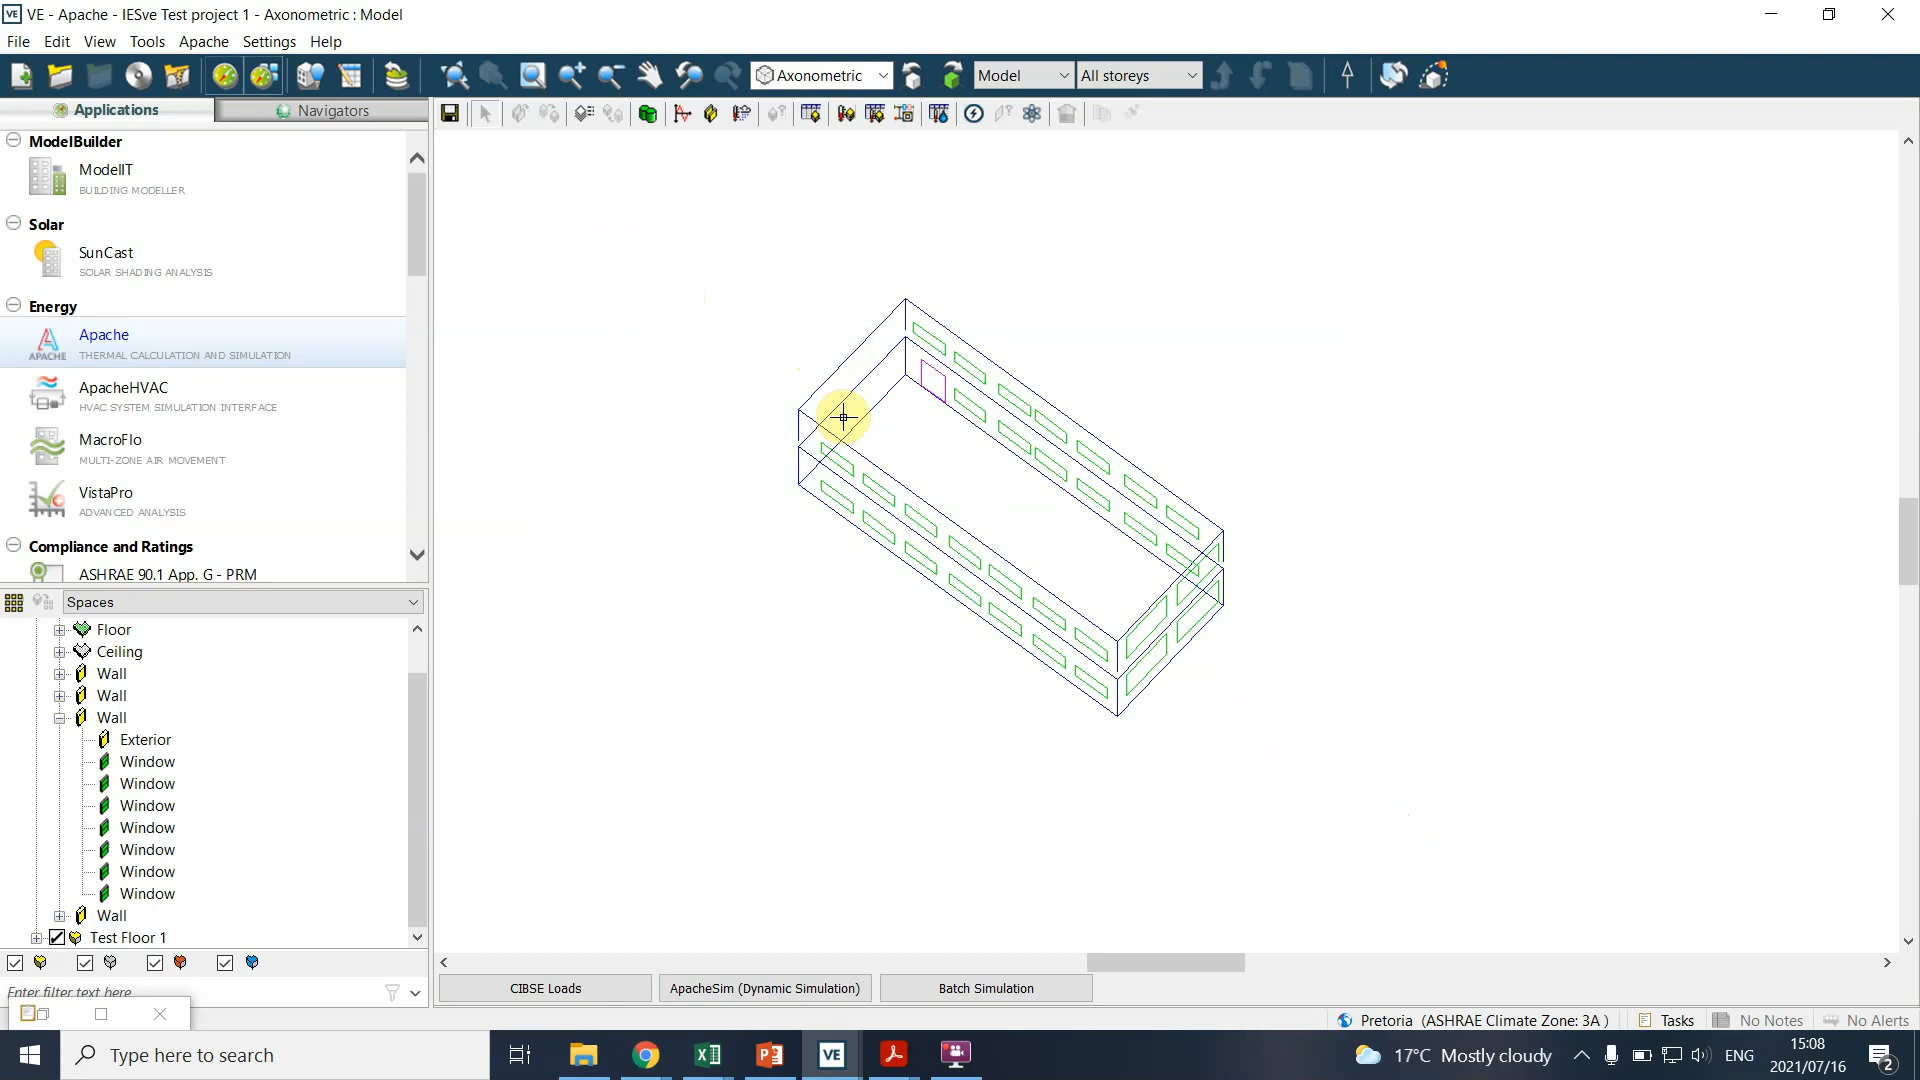 VE VE - Apache - IESve Test project 1 - Axonometric : Model
File Edit View Tools Apache Settings Help
Axonometric Model All storeys
Applications Navigators
ModelBuilder
ModelIT
BUILDING MODELLER
Solar
SunCast
SOLAR SHADING ANALYSIS
Energy
Apache
APACHE THERMAL CALCULATION AND SIMULATION
ApacheHVAC
HVAC SYSTEM SIMULATION INTERFACE
MacroFlo
MULTI-ZONE AIR MOVEMENT
VistaPro
ADVANCED ANALYSIS
Compliance and Ratings
ASHRAE 90.1 App. G - PRM
Spaces
Floor
Ceiling
Wall
Wall
Wall
Exterior
Window
Window
Window
Window
Window
Window
Window
Wall
Test Floor 1
Enter filter text here
CIBSE Loads ApacheSim (Dynamic Simulation) Batch Simulation
Pretoria (ASHRAE Climate Zone: 3A ) Tasks No Notes No Alerts
Type here to search VE 17°C Mostly cloudy ENG 15:08
2021/07/16 2